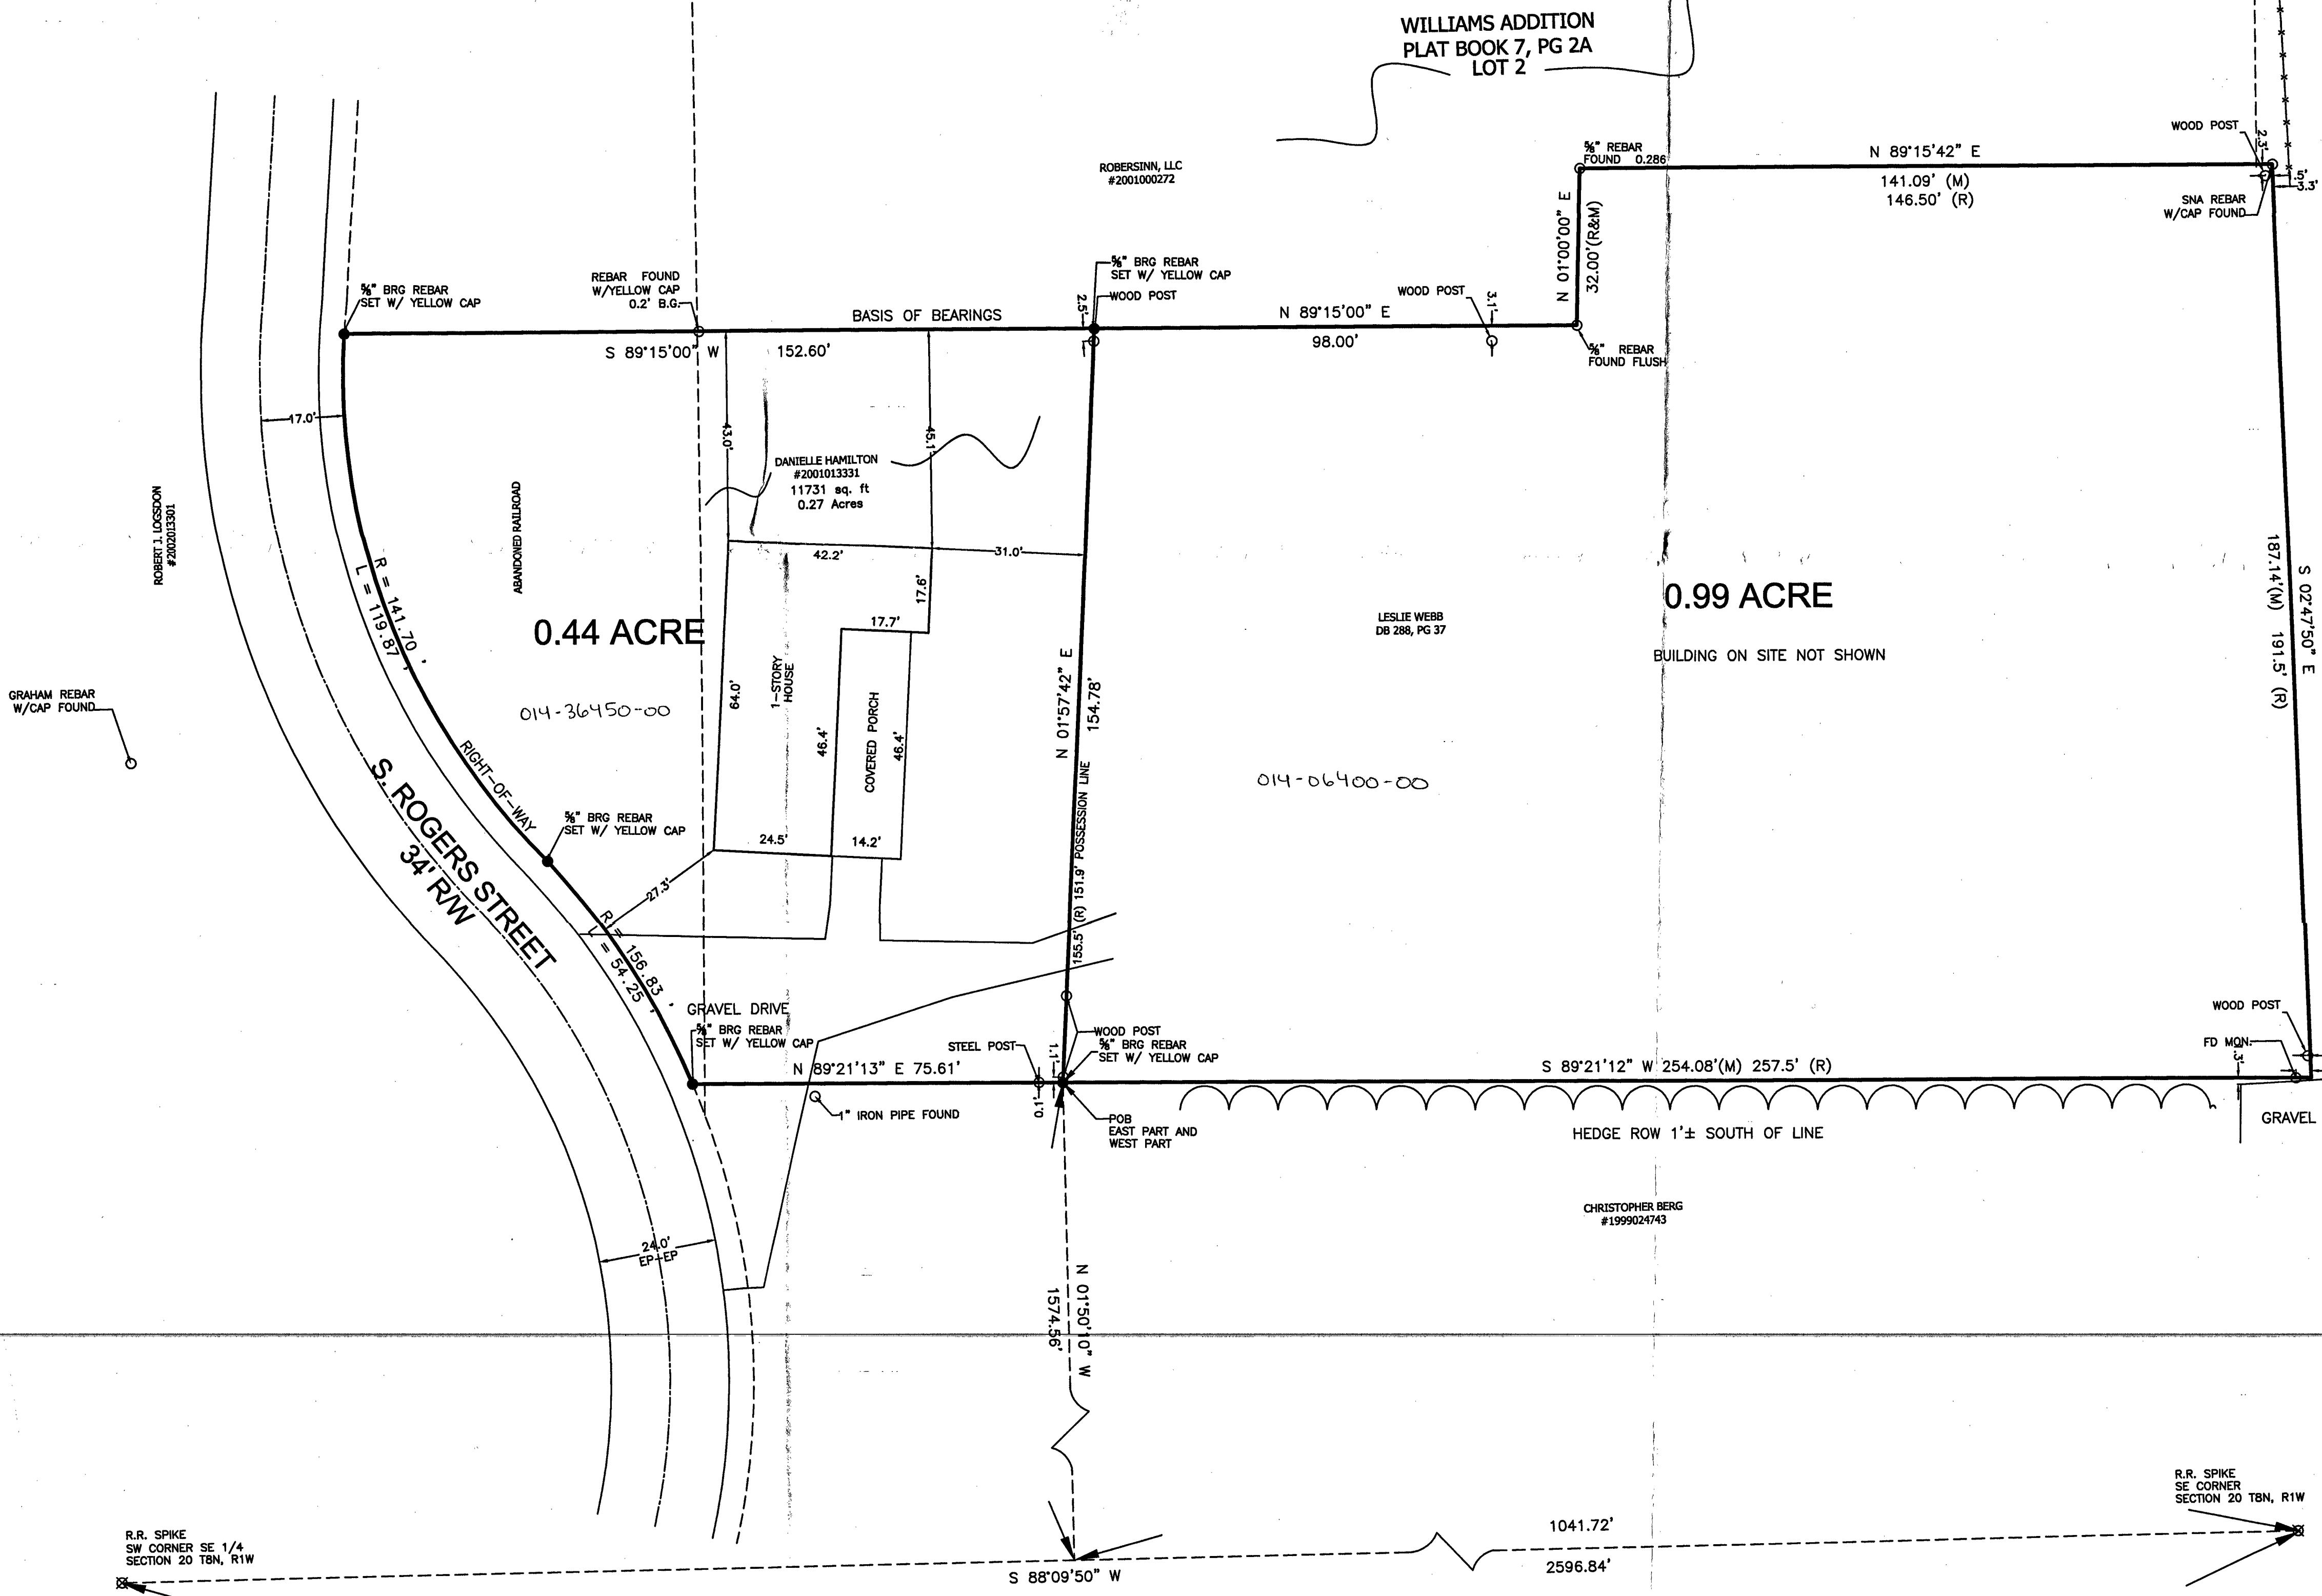 WILLIAMS ADDITION
PLAT BOOK 7, PG 2A
LOT 2
ROBERSINN, LLC
#2001000272
⅝" REBAR
FOUND 0.286
N 89°15'42" E
141.09' (M)
146.50' (R)
WOOD POST
2.3'
.5'
3.3'
SNA REBAR
W/CAP FOUND
N 01°00'00" E
32.00'(R&M)
⅝" BRG REBAR
SET W/ YELLOW CAP
REBAR FOUND
W/YELLOW CAP
0.2' B.G.
BASIS OF BEARINGS
S 89°15'00" W 152.60'
2.5'
⅝" BRG REBAR
SET W/ YELLOW CAP
WOOD POST
N 89°15'00" E
98.00'
WOOD POST
3.1'
⅝" REBAR
FOUND FLUSH
17.0'
43.0'
45.1'
DANIELLE HAMILTON
#2001013331
11731 sq. ft
0.27 Acres
ROBERT J. LOGSDON
#2002013301
ABANDONED RAILROAD
42.2'
31.0'
17.6'
17.7'
R = 141.70 '
L = 119.87 '
0.44 ACRE
014-36450-00
64.0'
1-STORY
HOUSE
46.4'
COVERED PORCH
46.4'
24.5'
14.2'
N 01°57'42" E
154.78'
155.5' (R) 151.9' POSSESSION LINE
LESLIE WEBB
DB 288, PG 37
0.99 ACRE
BUILDING ON SITE NOT SHOWN
014-06400-00
187.14'(M) 191.5' (R)
S 02°47'50" E
GRAHAM REBAR
W/CAP FOUND
RIGHT-OF-WAY
S. ROGERS STREET
34' R/W
⅝" BRG REBAR
SET W/ YELLOW CAP
27.3'
R = 156.83 '
L = 54.25 '
GRAVEL DRIVE
⅝" BRG REBAR
SET W/ YELLOW CAP
STEEL POST
N 89°21'13" E 75.61'
1.1'
0.1'
WOOD POST
⅝" BRG REBAR
SET W/ YELLOW CAP
S 89°21'12" W 254.08'(M) 257.5' (R)
WOOD POST
FD MON.
.3'
1" IRON PIPE FOUND
POB
EAST PART AND
WEST PART
HEDGE ROW 1'± SOUTH OF LINE
GRAVEL
CHRISTOPHER BERG
#1999024743
24.0'
EP-EP
N 01°50'10" W
1574.56'
R.R. SPIKE
SW CORNER SE 1/4
SECTION 20 T8N, R1W
S 88°09'50" W
1041.72'
2596.84'
R.R. SPIKE
SE CORNER
SECTION 20 T8N, R1W